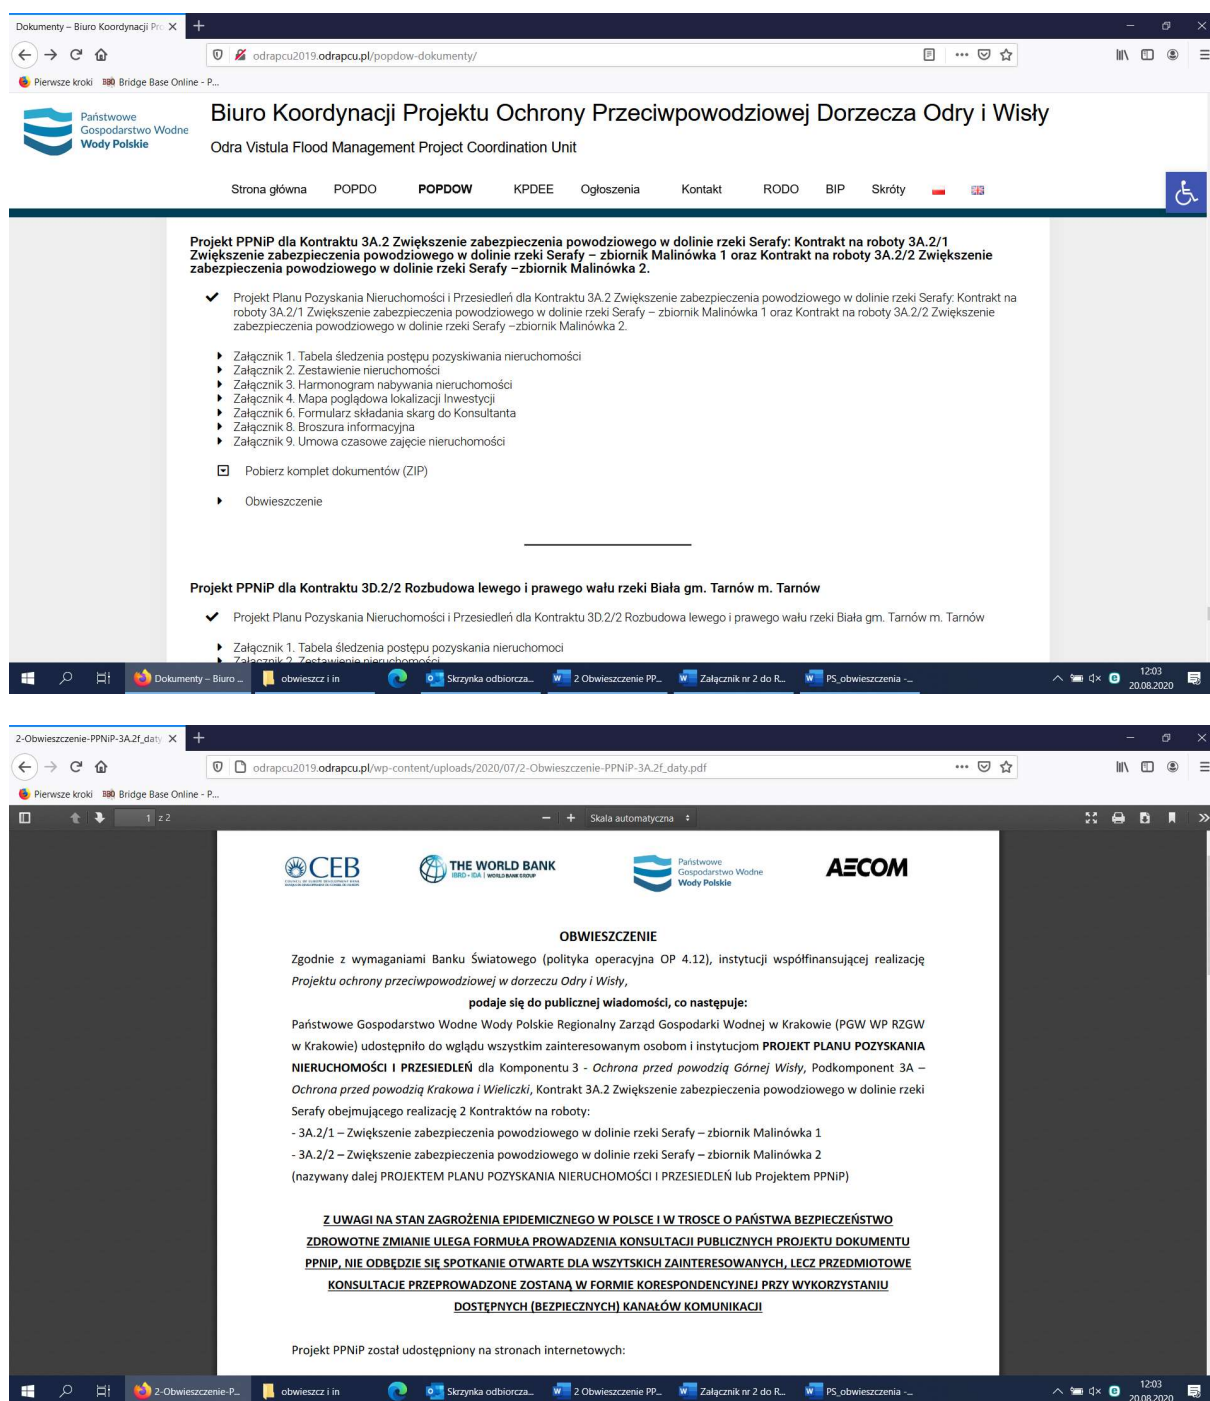 Dokumenty – Biuro Koordynacji Pro
odrapcu2019.odrapcu.pl/popdow-dokumenty/
Pierwsze kroki BBO Bridge Base Online - P...
Państwowe
Gospodarstwo Wodne
Wody Polskie
Biuro Koordynacji Projektu Ochrony Przeciwpowodziowej Dorzecza Odry i Wisły
Odra Vistula Flood Management Project Coordination Unit
Strona główna POPDO POPDOW KPDEE Ogłoszenia Kontakt RODO BIP Skróty
Projekt PPNiP dla Kontraktu 3A.2 Zwiększenie zabezpieczenia powodziowego w dolinie rzeki Serafy: Kontrakt na roboty 3A.2/1
Zwiększenie zabezpieczenia powodziowego w dolinie rzeki Serafy – zbiornik Malinówka 1 oraz Kontrakt na roboty 3A.2/2 Zwiększenie
zabezpieczenia powodziowego w dolinie rzeki Serafy –zbiornik Malinówka 2.
Projekt Planu Pozyskania Nieruchomości i Przesiedleń dla Kontraktu 3A.2 Zwiększenie zabezpieczenia powodziowego w dolinie rzeki Serafy: Kontrakt na
roboty 3A.2/1 Zwiększenie zabezpieczenia powodziowego w dolinie rzeki Serafy – zbiornik Malinówka 1 oraz Kontrakt na roboty 3A.2/2 Zwiększenie
zabezpieczenia powodziowego w dolinie rzeki Serafy –zbiornik Malinówka 2.
Załącznik 1. Tabela śledzenia postępu pozyskiwania nieruchomości
Załącznik 2. Zestawienie nieruchomości
Załącznik 3. Harmonogram nabywania nieruchomości
Załącznik 4. Mapa poglądowa lokalizacji Inwestycji
Załącznik 6. Formularz składania skarg do Konsultanta
Załącznik 8. Broszura informacyjna
Załącznik 9. Umowa czasowe zajęcie nieruchomości
Pobierz komplet dokumentów (ZIP)
Obwieszczenie
Projekt PPNiP dla Kontraktu 3D.2/2 Rozbudowa lewego i prawego wału rzeki Biała gm. Tarnów m. Tarnów
Projekt Planu Pozyskania Nieruchomości i Przesiedleń dla Kontraktu 3D.2/2 Rozbudowa lewego i prawego wału rzeki Biała gm. Tarnów m. Tarnów
Załącznik 1. Tabela śledzenia postępu pozyskania nieruchomoci
Załącznik 2. Zestawienie nieruchomości
Dokumenty – Biuro ... obwieszcz i in Skrzynka odbiorcza... 2 Obwieszczenie PP... Załącznik nr 2 do R... PS_obwieszczenia -... 12:03
20.08.2020
2-Obwieszczenie-PPNiP-3A.2f_daty
odrapcu2019.odrapcu.pl/wp-content/uploads/2020/07/2-Obwieszczenie-PPNiP-3A.2f_daty.pdf
Pierwsze kroki BBO Bridge Base Online - P...
1 z 2 Skala automatyczna
CEB THE WORLD BANK
IBRD • IDA | WORLD BANK GROUP
Państwowe
Gospodarstwo Wodne
Wody Polskie
AECOM
OBWIESZCZENIE
Zgodnie z wymaganiami Banku Światowego (polityka operacyjna OP 4.12), instytucji współfinansującej realizację
Projektu ochrony przeciwpowodziowej w dorzeczu Odry i Wisły,
podaje się do publicznej wiadomości, co następuje:
Państwowe Gospodarstwo Wodne Wody Polskie Regionalny Zarząd Gospodarki Wodnej w Krakowie (PGW WP RZGW
w Krakowie) udostępniło do wglądu wszystkim zainteresowanym osobom i instytucjom PROJEKT PLANU POZYSKANIA
NIERUCHOMOŚCI I PRZESIEDLEŃ dla Komponentu 3 - Ochrona przed powodzią Górnej Wisły, Podkomponent 3A –
Ochrona przed powodzią Krakowa i Wieliczki, Kontrakt 3A.2 Zwiększenie zabezpieczenia powodziowego w dolinie rzeki
Serafy obejmującego realizację 2 Kontraktów na roboty:
- 3A.2/1 – Zwiększenie zabezpieczenia powodziowego w dolinie rzeki Serafy – zbiornik Malinówka 1
- 3A.2/2 – Zwiększenie zabezpieczenia powodziowego w dolinie rzeki Serafy – zbiornik Malinówka 2
(nazywany dalej PROJEKTEM PLANU POZYSKANIA NIERUCHOMOŚCI I PRZESIEDLEŃ lub Projektem PPNiP)
Z UWAGI NA STAN ZAGROŻENIA EPIDEMICZNEGO W POLSCE I W TROSCE O PAŃSTWA BEZPIECZEŃSTWO
ZDROWOTNE ZMIANIE ULEGA FORMUŁA PROWADZENIA KONSULTACJI PUBLICZNYCH PROJEKTU DOKUMENTU
PPNIP, NIE ODBĘDZIE SIĘ SPOTKANIE OTWARTE DLA WSZYTSKICH ZAINTERESOWANYCH, LECZ PRZEDMIOTOWE
KONSULTACJE PRZEPROWADZONE ZOSTANĄ W FORMIE KORESPONDENCYJNEJ PRZY WYKORZYSTANIU
DOSTĘPNYCH (BEZPIECZNYCH) KANAŁÓW KOMUNIKACJI
Projekt PPNiP został udostępniony na stronach internetowych:
2-Obwieszczenie-P... obwieszcz i in Skrzynka odbiorcza... 2 Obwieszczenie PP... Załącznik nr 2 do R... PS_obwieszczenia -... 12:03
20.08.2020